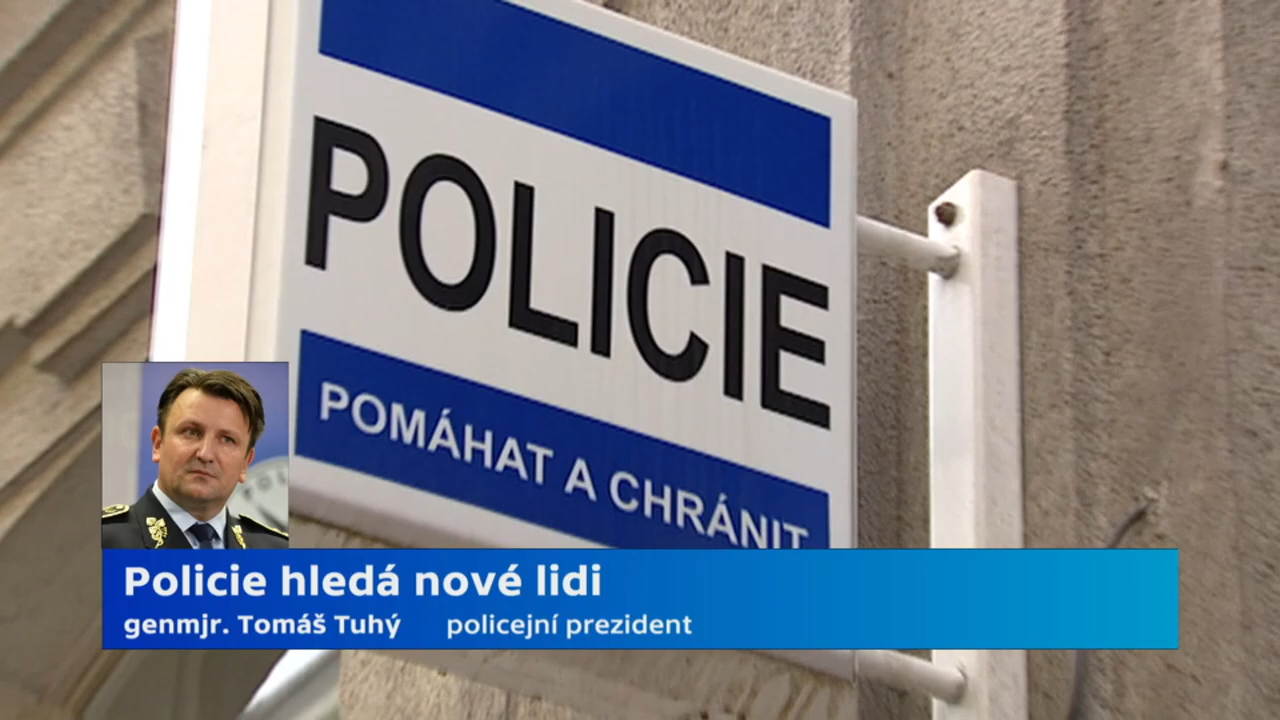 POLICIE
POMÁHAT A CHRÁNIT
Policie hledá nové lidi
genmjr. Tomáš Tuhý policejní prezident